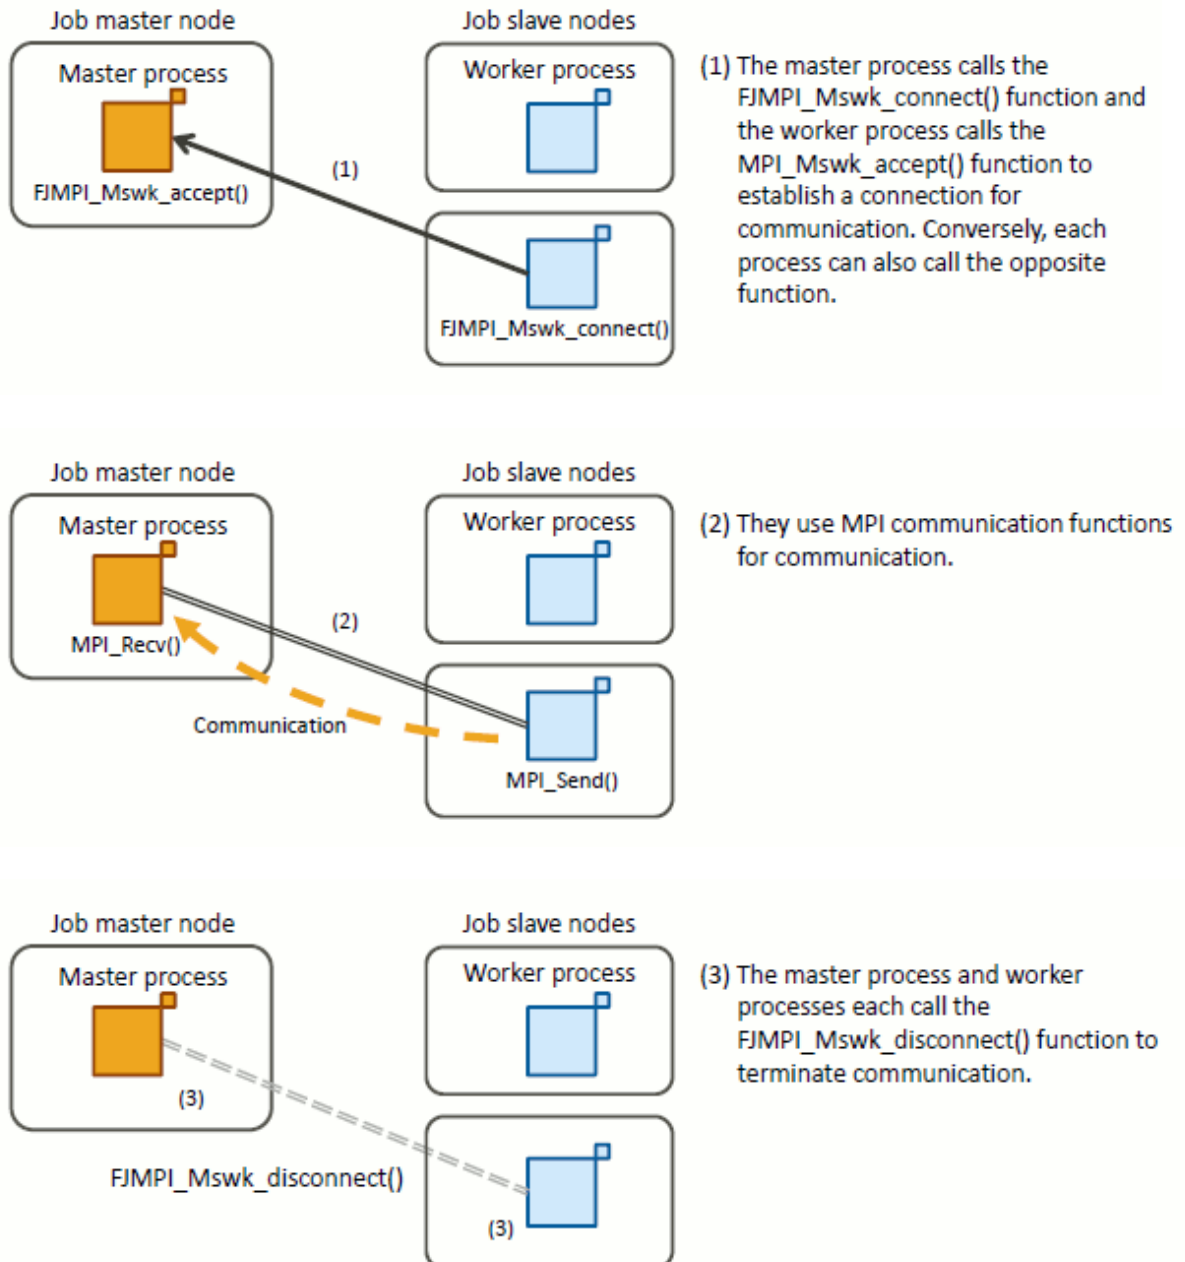 Job master node
Job slave nodes
Master process
FJMPI_Mswk_accept()
(1)
Worker process
FJMPI_Mswk_connect()
(1) The master process calls the
FJMPI_Mswk_connect() function and
the worker process calls the
MPI_Mswk_accept() function to
establish a connection for
communication. Conversely, each
process can also call the opposite
function.
Job master node
Job slave nodes
Master process
MPI_Recv()
(2)
Communication
Worker process
MPI_Send()
(2) They use MPI communication functions
for communication.
Job master node
Job slave nodes
Master process
(3)
FJMPI_Mswk_disconnect()
Worker process
(3)
(3) The master process and worker
processes each call the
FJMPI_Mswk_disconnect() function to
terminate communication.